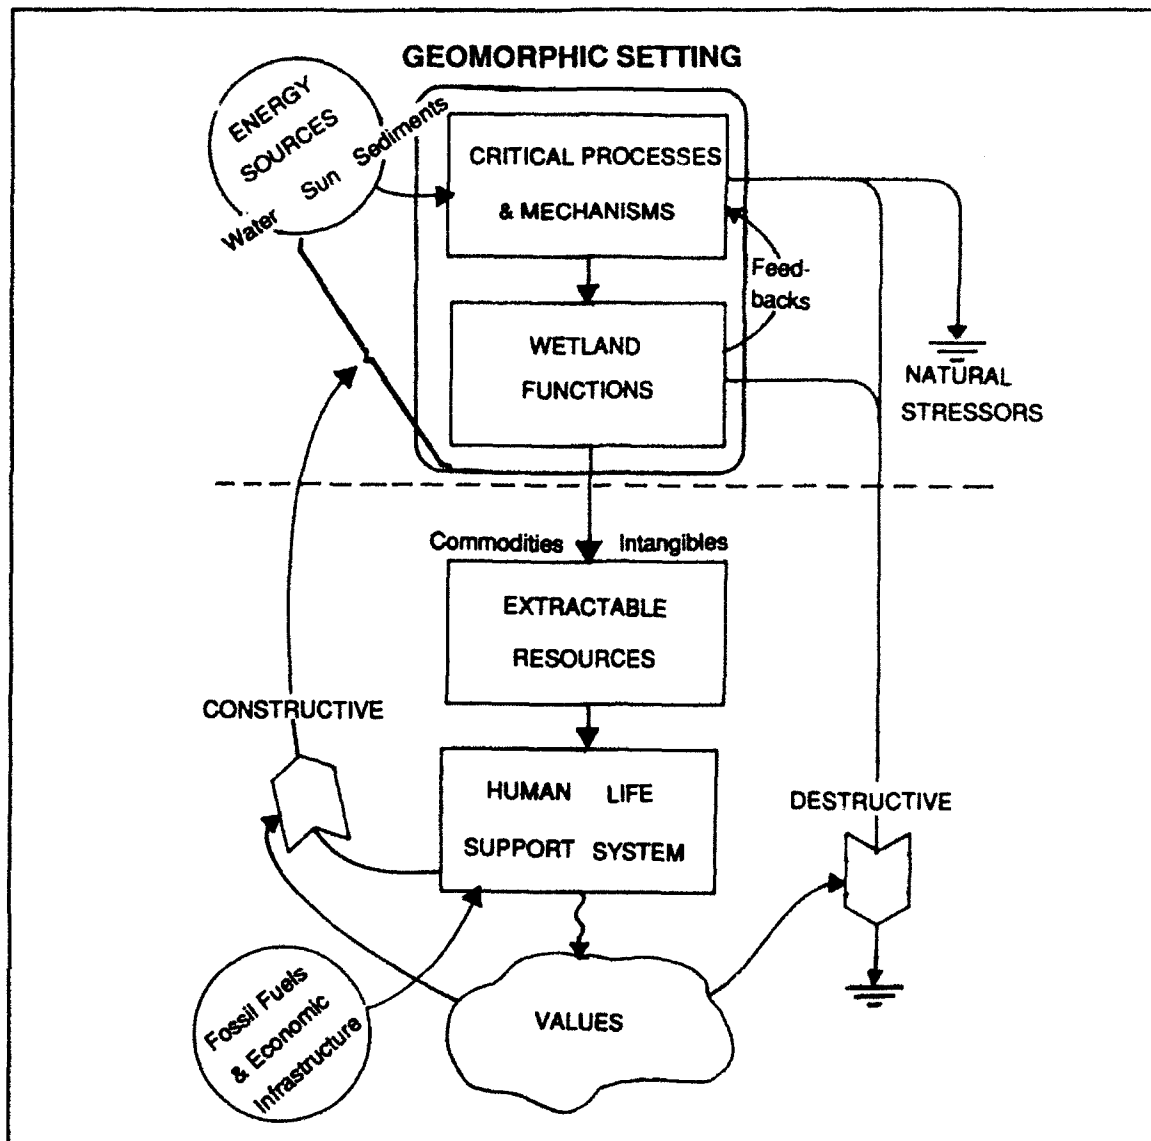 GEOMORPHIC SETTING
ENERGY
SOURCES
Water Sun Sediments
CRITICAL PROCESSES
& MECHANISMS
Feed-
backs
WETLAND
FUNCTIONS
NATURAL
STRESSORS
Commodities Intangibles
EXTRACTABLE
RESOURCES
CONSTRUCTIVE
HUMAN LIFE
SUPPORT SYSTEM
DESTRUCTIVE
Fossil Fuels
& Economic
Infrastructure
VALUES